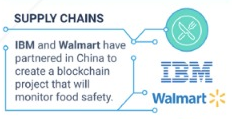 SUPPLY CHAINS
IBM and Walmart have
partnered in China to
create a blockchain
project that will
monitor food safety.
IBM
Walmart